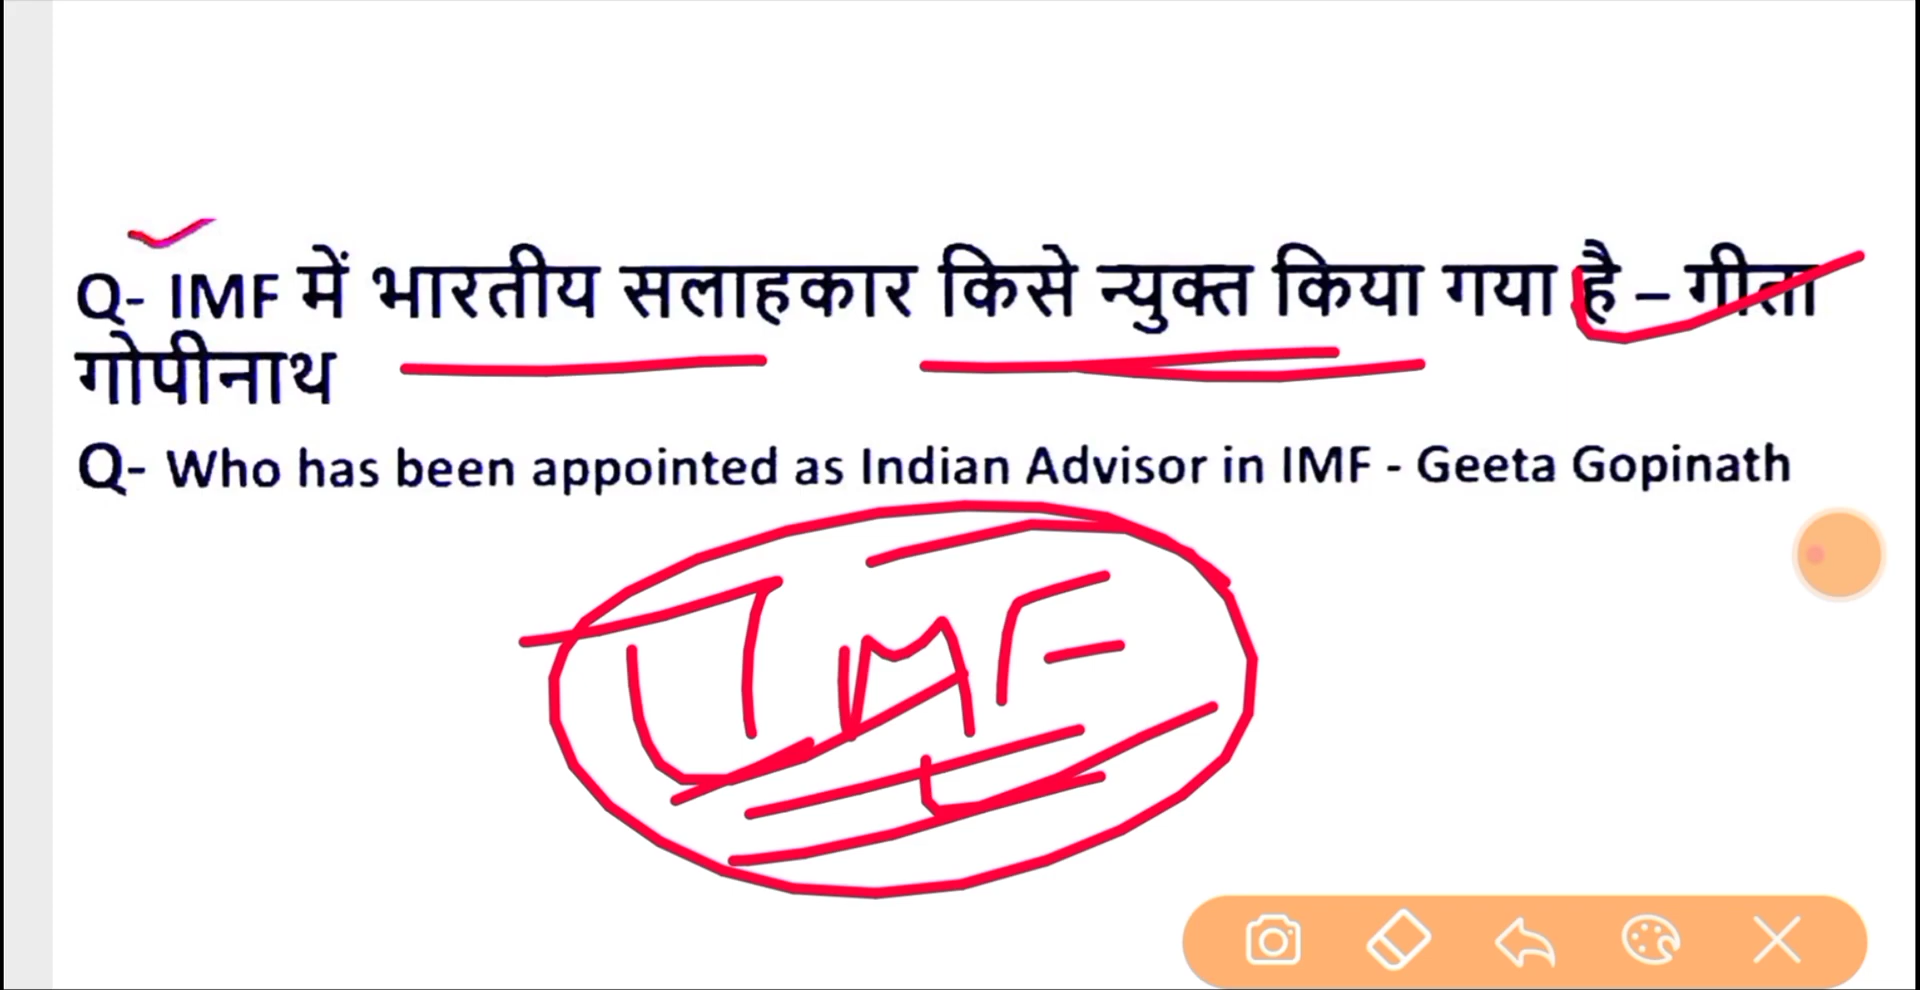 Q- IMF में भारतीय सलाहकार किसे न्युक्त किया गया है – गीता
गोपीनाथ
Q- Who has been appointed as Indian Advisor in IMF - Geeta Gopinath
IMF